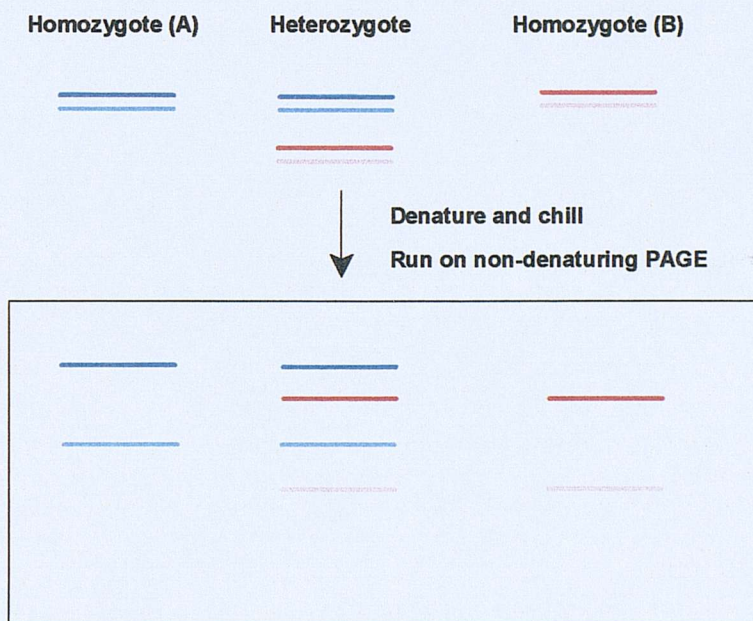 Homozygote (A) Heterozygote Homozygote (B)
Denature and chill
Run on non-denaturing PAGE